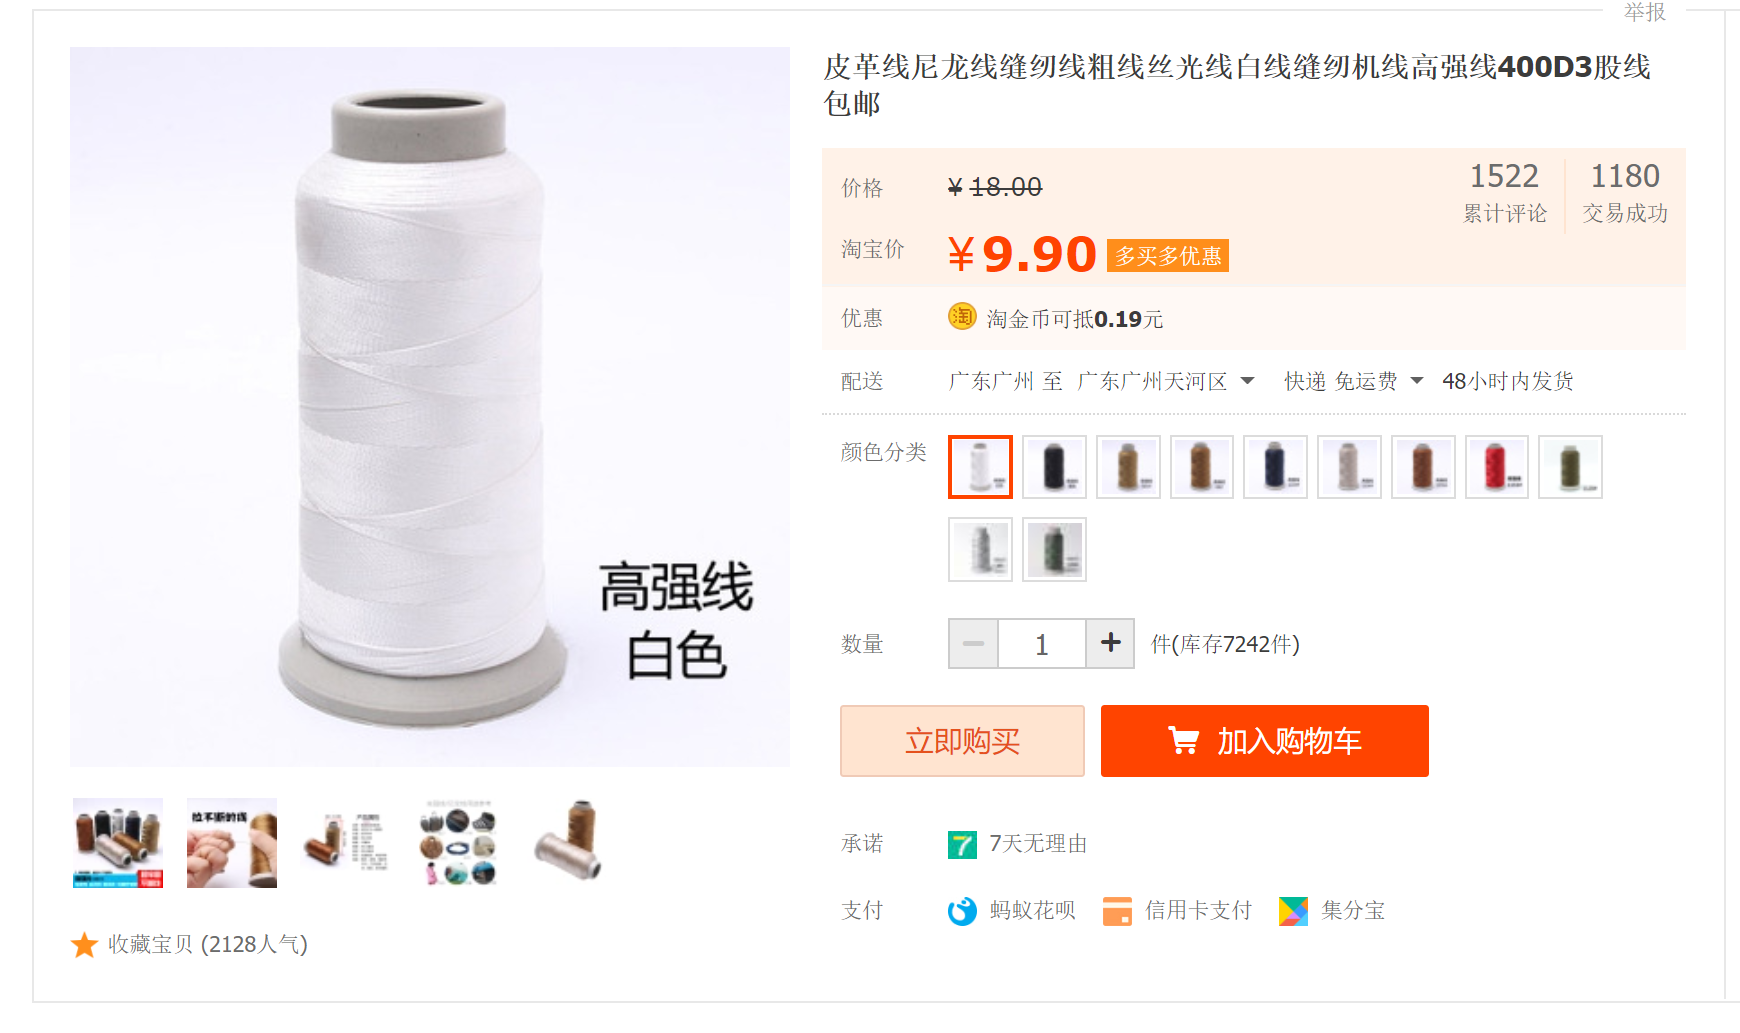 举报
皮革线尼龙线缝纫线粗线丝光线白线缝纫机线高强线400D3股线
包邮
价格 ¥ 18.00
1522 累计评论
1180 交易成功
淘宝价 ¥9.90 多买多优惠
优惠 淘 淘金币可抵0.19元
配送 广东广州 至 广东广州天河区 快递 免运费 48小时内发货
颜色分类
高强线
白色
数量 1 件(库存7242件)
立即购买 加入购物车
拉不断的线
承诺 7 7天无理由
支付 蚂蚁花呗 信用卡支付 集分宝
收藏宝贝 (2128人气)